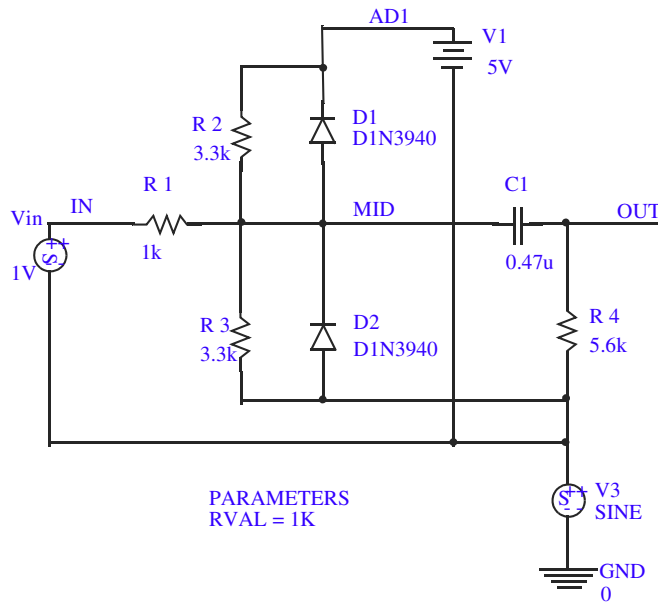 AD1
V1
5V
R 2
3.3k
D1
D1N3940
Vin
IN
R 1
MID
C1
OUT
++
S
-
1V
1k
0.47u
R 3
3.3k
D2
D1N3940
R 4
5.6k
PARAMETERS
RVAL = 1K
++
S
- -
V3
SINE
GND
0